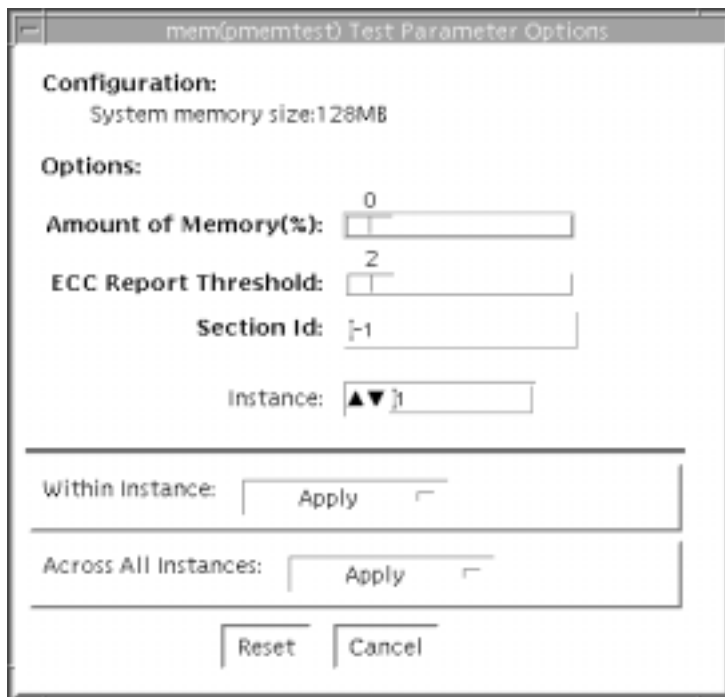 mem(pmemtest) Test Parameter Options
Configuration:
System memory size:128MB
Options:
0
Amount of Memory(%):
2
ECC Report Threshold:
Section Id: -1
Instance: ▲▼ 1
Within Instance: Apply
Across All Instances: Apply
Reset Cancel